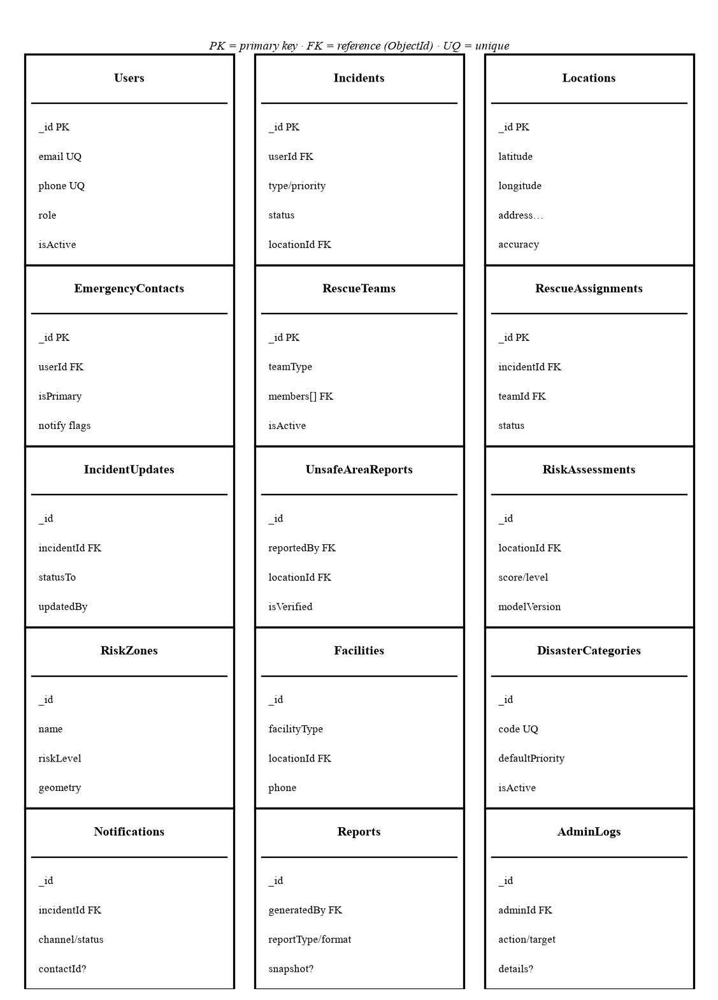 PK = primary key · FK = reference (ObjectId) · UQ = unique
Users
_id PK
email UQ
phone UQ
role
isActive
Incidents
_id PK
userId FK
type/priority
status
locationId FK
Locations
_id PK
latitude
longitude
address…
accuracy
EmergencyContacts
_id PK
userId FK
isPrimary
notify flags
RescueTeams
_id PK
teamType
members[] FK
isActive
RescueAssignments
_id PK
incidentId FK
teamId FK
status
IncidentUpdates
_id
incidentId FK
statusTo
updatedBy
UnsafeAreaReports
_id
reportedBy FK
locationId FK
isVerified
RiskAssessments
_id
locationId FK
score/level
modelVersion
RiskZones
_id
name
riskLevel
geometry
Facilities
_id
facilityType
locationId FK
phone
DisasterCategories
_id
code UQ
defaultPriority
isActive
Notifications
_id
incidentId FK
channel/status
contactId?
Reports
_id
generatedBy FK
reportType/format
snapshot?
AdminLogs
_id
adminId FK
action/target
details?